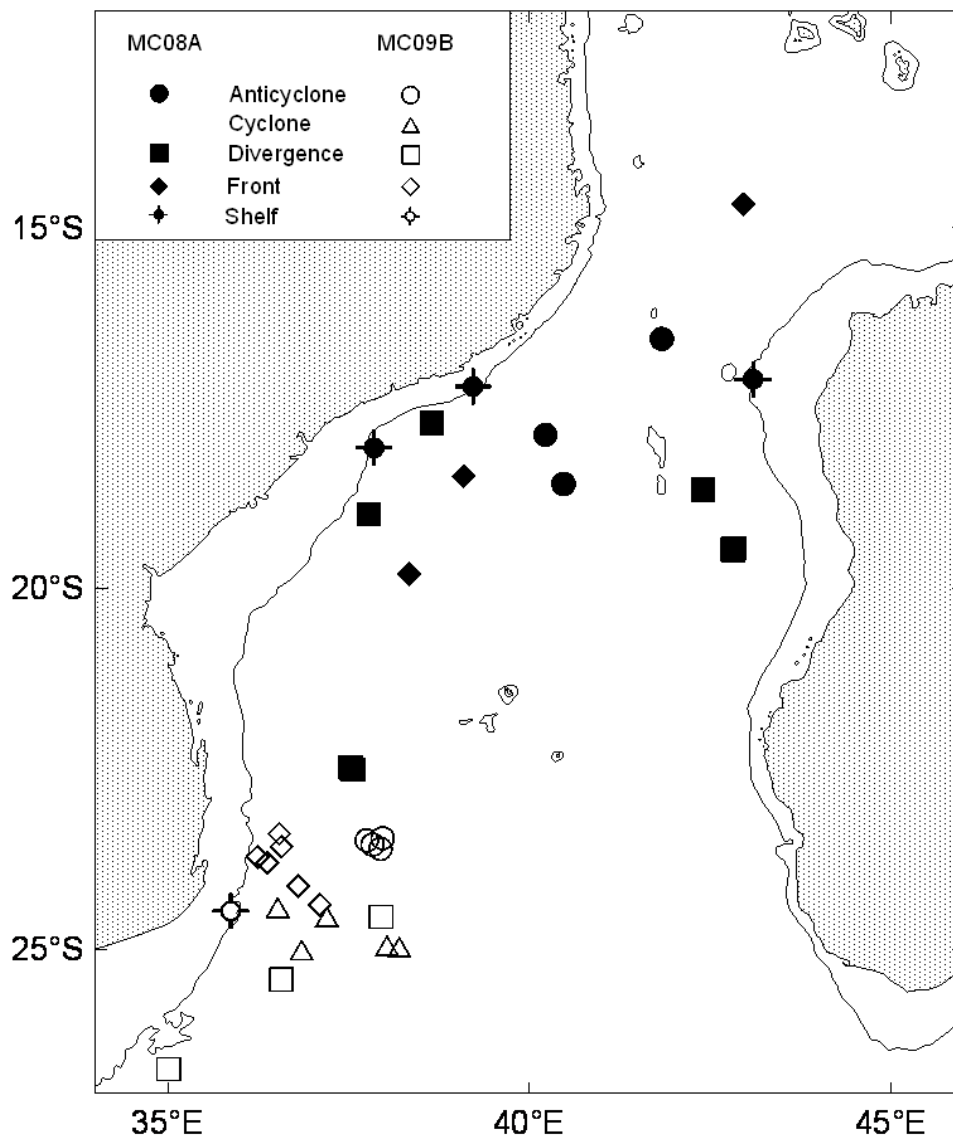 MC08A MC09B
Anticyclone
Cyclone
Divergence
Front
Shelf
15°S
20°S
25°S
35°E 40°E 45°E